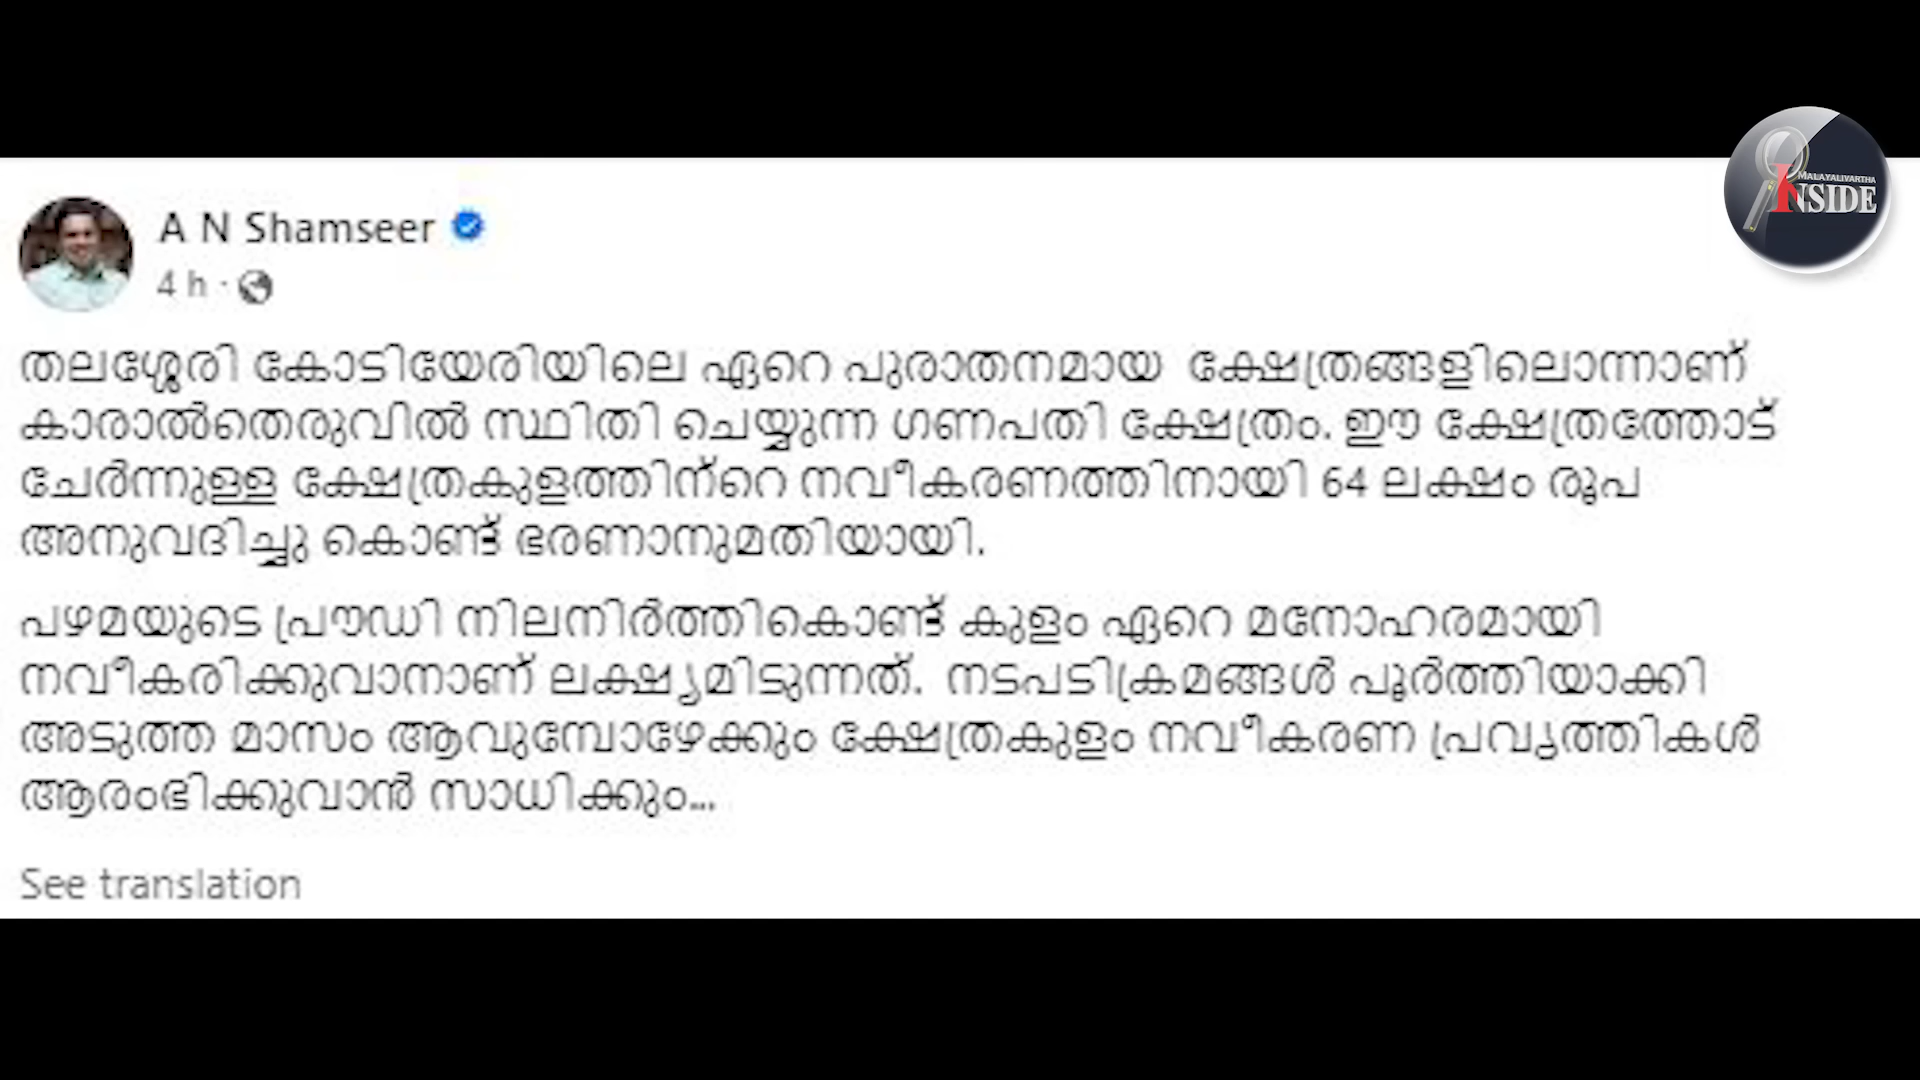 MALAYALIVARTHA
INSIDE
A N Shamseer
4 h ·
തലശ്ശേരി കോടിയേരിയിലെ ഏറെ പുരാതനമായ ക്ഷേത്രങ്ങളിലൊന്നാണ്
കാരാൽതെരുവിൽ സ്ഥിതി ചെയ്യുന്ന ഗണപതി ക്ഷേത്രം. ഈ ക്ഷേത്രത്തോട്
ചേർന്നുള്ള ക്ഷേത്രകുളത്തിന്റെ നവീകരണത്തിനായി 64 ലക്ഷം രൂപ
അനുവദിച്ചു കൊണ്ട് ഭരണാനുമതിയായി.
പഴമയുടെ പ്രൗഡി നിലനിർത്തികൊണ്ട് കുളം ഏറെ മനോഹരമായി
നവീകരിക്കുവാനാണ് ലക്ഷ്യമിടുന്നത്. നടപടിക്രമങ്ങൾ പൂർത്തിയാക്കി
അടുത്ത മാസം ആവുമ്പോഴേക്കും ക്ഷേത്രകുളം നവീകരണ പ്രവൃത്തികൾ
ആരംഭിക്കുവാൻ സാധിക്കും...
See translation